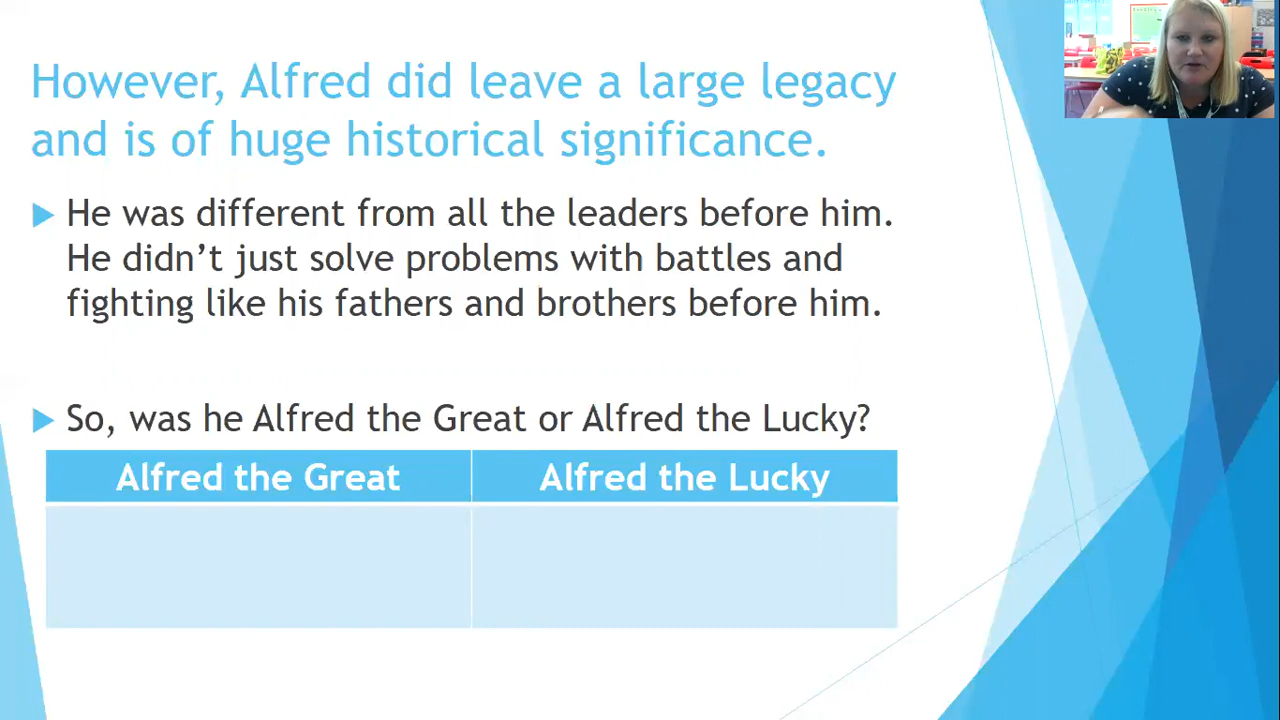 However, Alfred did leave a large legacy
and is of huge historical significance.
He was different from all the leaders before him.
He didn't just solve problems with battles and
fighting like his fathers and brothers before him.
So, was he Alfred the Great or Alfred the Lucky?
Alfred the Great
Alfred the Lucky